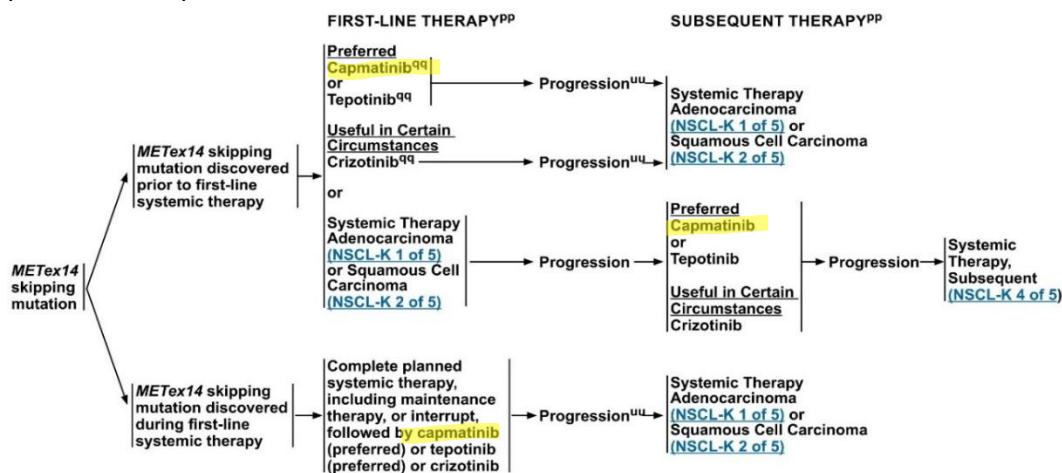 FIRST-LINE THERAPYpp
SUBSEQUENT THERAPYpp
METex14
skipping
mutation
METex14 skipping
mutation discovered
prior to first-line
systemic therapy
Preferred
Capmatinibqq
or
Tepotinibqq
Useful in Certain
Circumstances
Crizotinibqq
or
Systemic Therapy
Adenocarcinoma
(NSCL-K 1 of 5)
or Squamous Cell
Carcinoma
(NSCL-K 2 of 5)
Progressionuu
Progressionuu
Systemic Therapy
Adenocarcinoma
(NSCL-K 1 of 5) or
Squamous Cell Carcinoma
(NSCL-K 2 of 5)
Progression
Preferred
Capmatinib
or
Tepotinib
Useful in Certain
Circumstances
Crizotinib
Progression
Systemic
Therapy,
Subsequent
(NSCL-K 4 of 5)
METex14 skipping
mutation discovered
during first-line
systemic therapy
Complete planned
systemic therapy,
including maintenance
therapy, or interrupt,
followed by capmatinib
(preferred) or tepotinib
(preferred) or crizotinib
Progressionuu
Systemic Therapy
Adenocarcinoma
(NSCL-K 1 of 5) or
Squamous Cell Carcinoma
(NSCL-K 2 of 5)